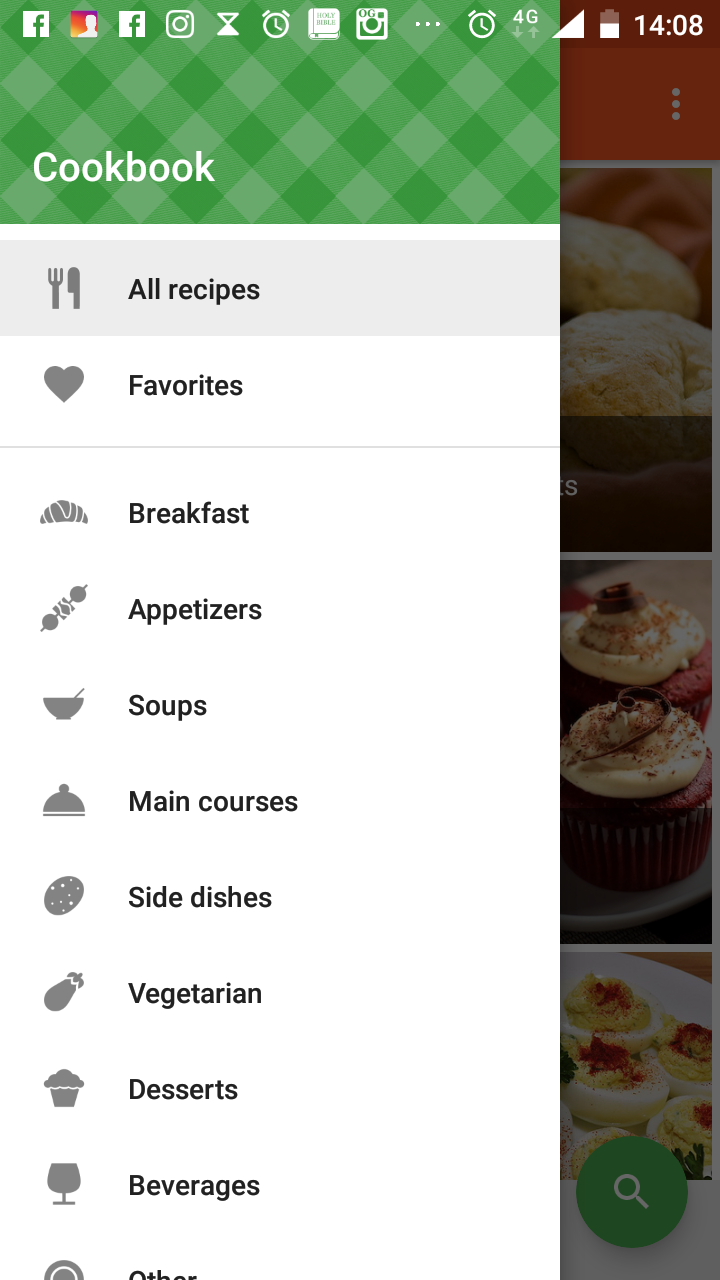 HOLY
BIBLE
OG
4G
14:08
Cookbook
All recipes
Favorites
ts
Breakfast
Appetizers
Soups
Main courses
Side dishes
Vegetarian
Desserts
Beverages
Other